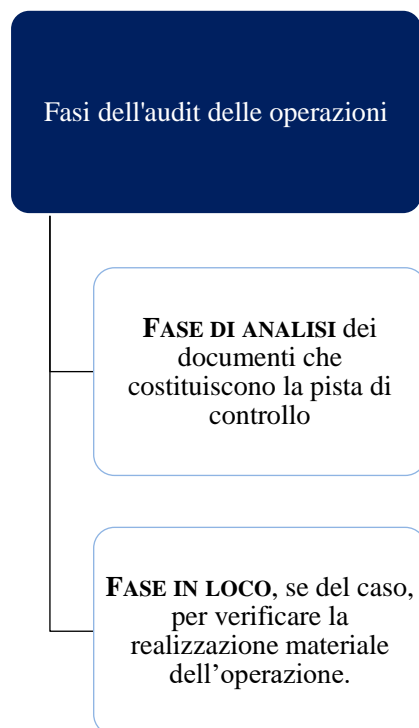 Fasi dell'audit delle operazioni
FASE DI ANALISI dei
documenti che
costituiscono la pista di
controllo
FASE IN LOCO, se del caso,
per verificare la
realizzazione materiale
dell’operazione.